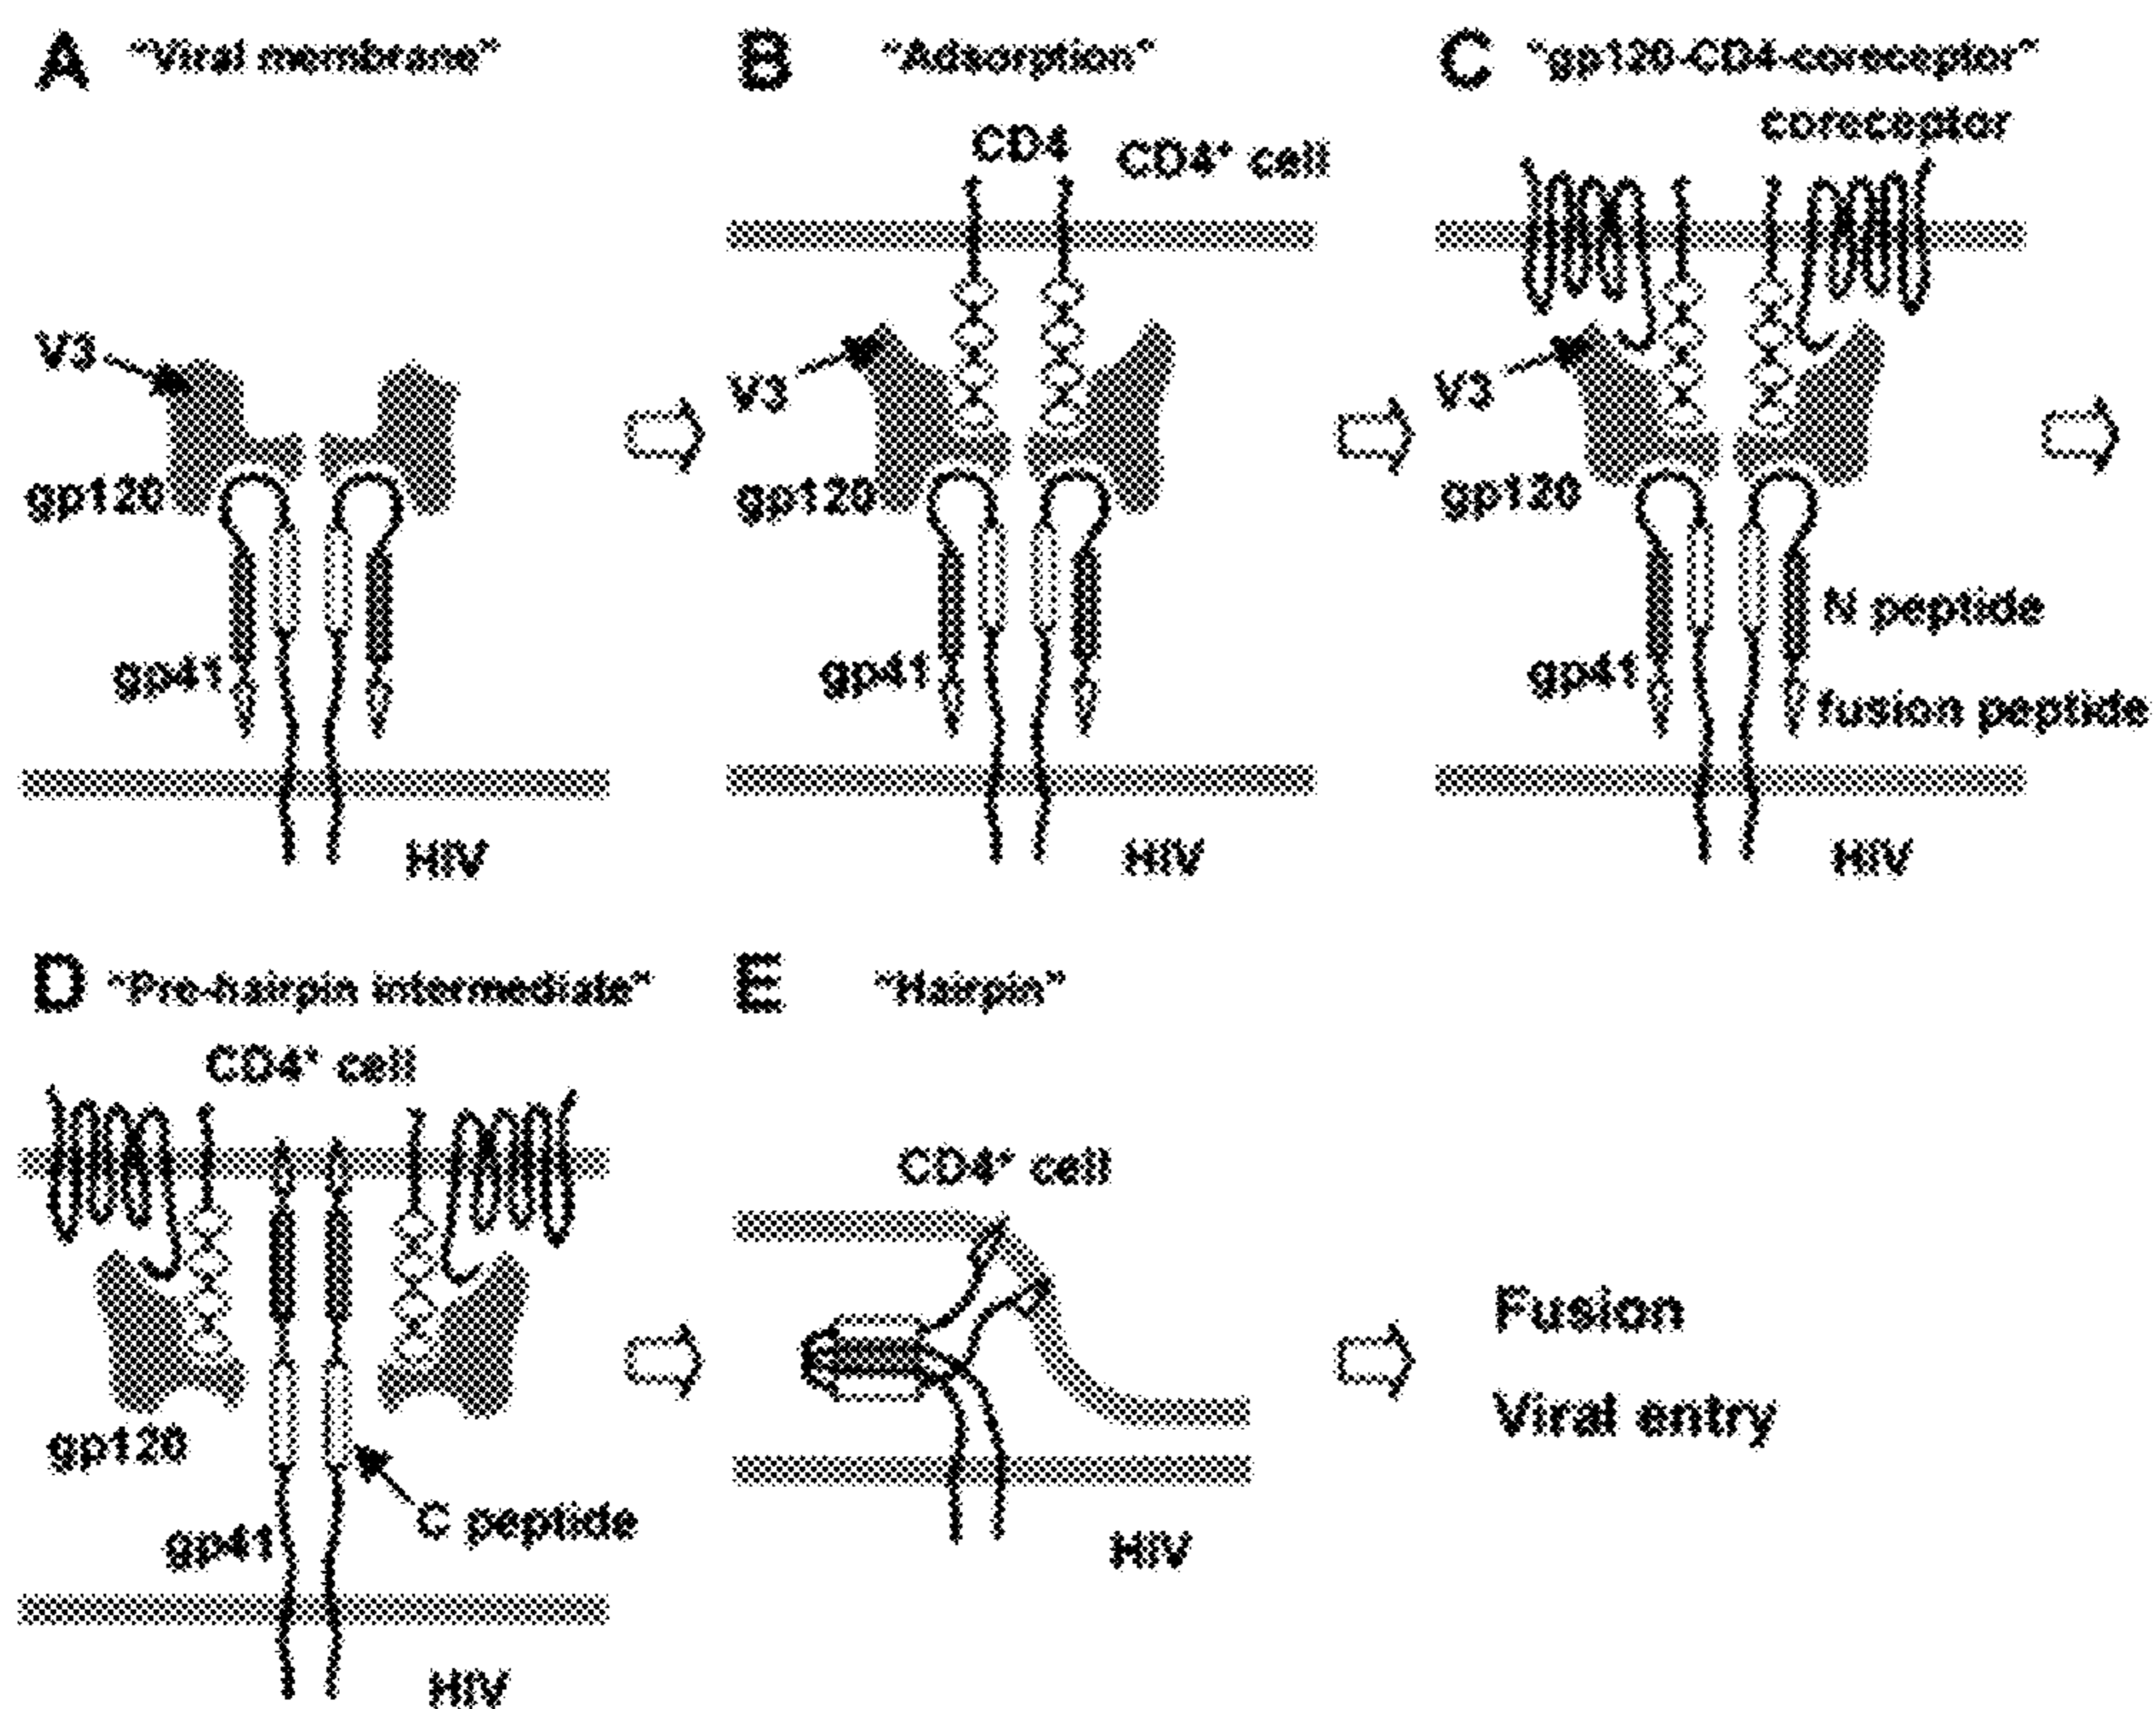 A "Viral membrane"
V3
gp120
gp41
HIV
B "Adsorption"
CD4
CD4⁺ cell
V3
gp120
gp41
HIV
C "gp120-CD4-coreceptor"
coreceptor
V3
gp120
N peptide
gp41
fusion peptide
HIV
D "Pre-hairpin intermediate"
CD4⁺ cell
gp120
C peptide
gp41
HIV
E "Hairpin"
CD4⁺ cell
HIV
Fusion
Viral entry